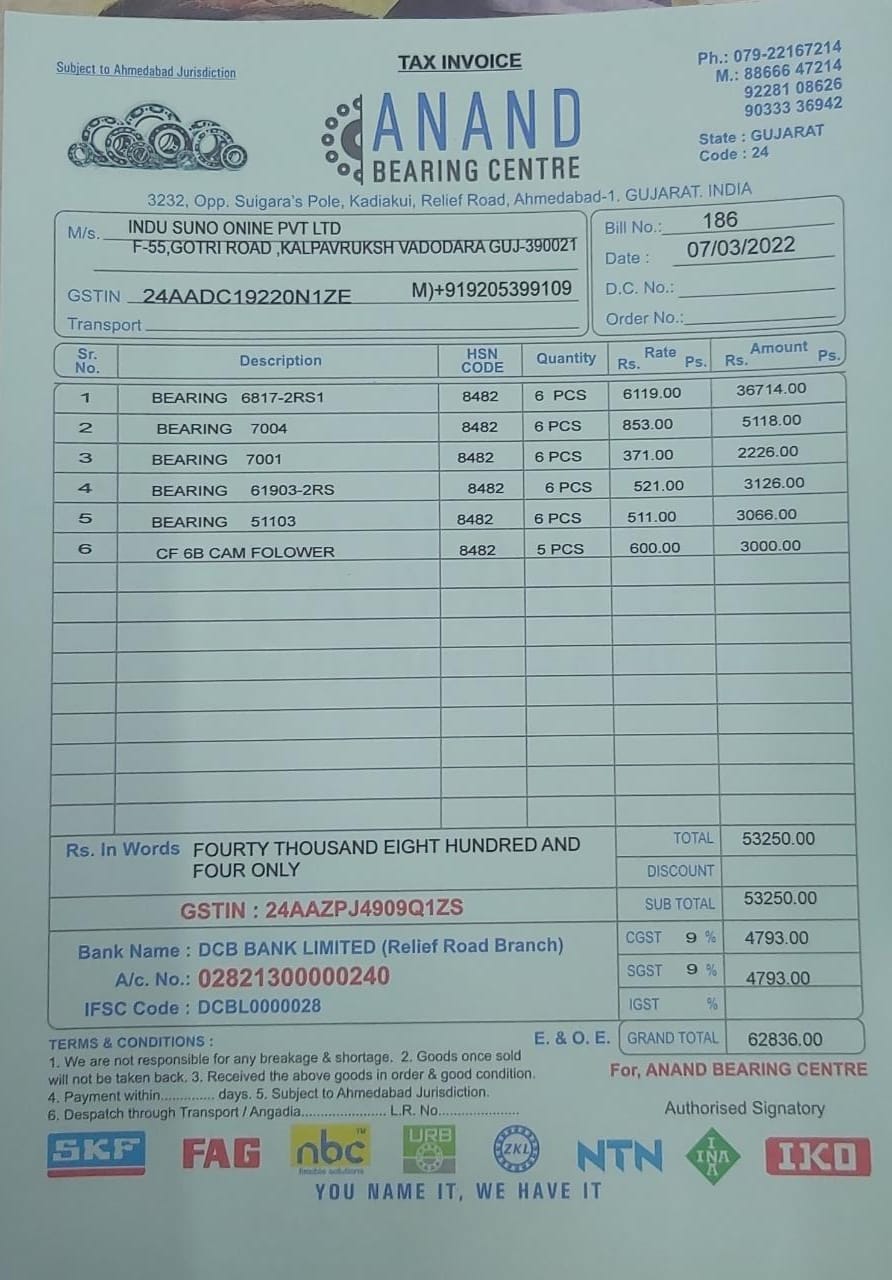 Subject to Ahmedabad Jurisdiction
TAX INVOICE
Ph.: 079-22167214
M.: 88666 47214
92281 08626
90333 36942
State : GUJARAT
Code : 24
ANAND
BEARING CENTRE
3232, Opp. Suigara's Pole, Kadiakui, Relief Road, Ahmedabad-1. GUJARAT. INDIA
M/s. INDU SUNO ONINE PVT LTD
F-55,GOTRI ROAD ,KALPAVRUKSH VADODARA GUJ-390021
GSTIN 24AADC19220N1ZE M)+919205399109
Transport
Bill No.: 186
Date : 07/03/2022
D.C. No.:
Order No.:
Sr. No. Description HSN CODE Quantity Rate Rs. Ps. Amount Rs. Ps.
1 BEARING 6817-2RS1 8482 6 PCS 6119.00 36714.00
2 BEARING 7004 8482 6 PCS 853.00 5118.00
3 BEARING 7001 8482 6 PCS 371.00 2226.00
4 BEARING 61903-2RS 8482 6 PCS 521.00 3126.00
5 BEARING 51103 8482 6 PCS 511.00 3066.00
6 CF 6B CAM FOLOWER 8482 5 PCS 600.00 3000.00
Rs. In Words FOURTY THOUSAND EIGHT HUNDRED AND
FOUR ONLY
TOTAL 53250.00
DISCOUNT
GSTIN : 24AAZPJ4909Q1ZS
SUB TOTAL 53250.00
Bank Name : DCB BANK LIMITED (Relief Road Branch)
A/c. No.: 02821300000240
IFSC Code : DCBL0000028
CGST 9 % 4793.00
SGST 9 % 4793.00
IGST %
E. & O. E. GRAND TOTAL 62836.00
TERMS & CONDITIONS :
1. We are not responsible for any breakage & shortage. 2. Goods once sold
will not be taken back. 3. Received the above goods in order & good condition.
4. Payment within.............. days. 5. Subject to Ahmedabad Jurisdiction.
6. Despatch through Transport / Angadia...................... L.R. No.....................
For, ANAND BEARING CENTRE
Authorised Signatory
SKF FAG nbc™ URB ZKL NTN INA IKO
flexible solutions
YOU NAME IT, WE HAVE IT